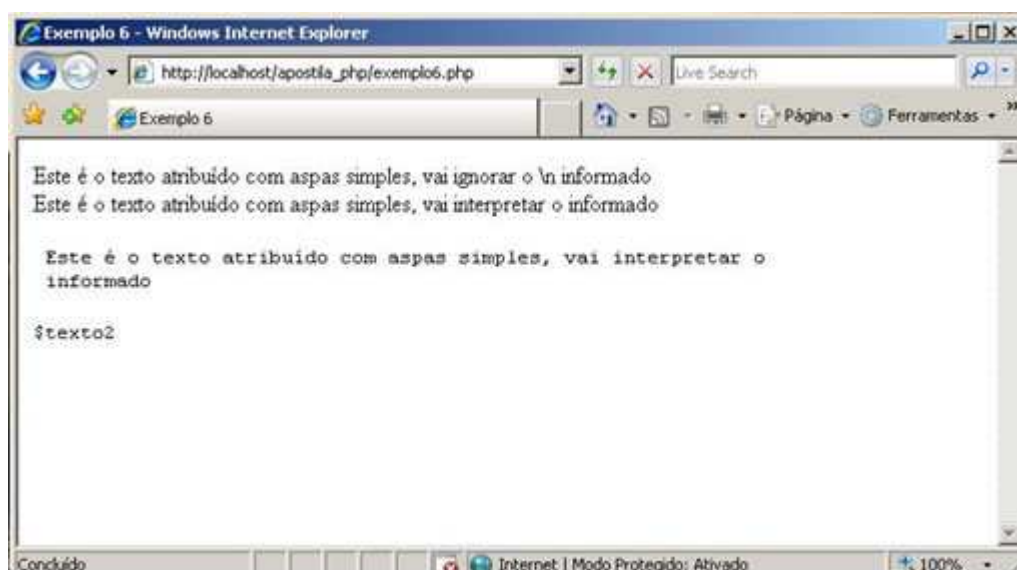 Exemplo 6 - Windows Internet Explorer
http://localhost/apostila_php/exemplo6.php
Live Search
Exemplo 6
Página
Ferramentas
Este é o texto atribuído com aspas simples, vai ignorar o \n informado
Este é o texto atribuído com aspas simples, vai interpretar o informado
Este é o texto atribuído com aspas simples, vai interpretar o
informado
$texto2
Concluído
Internet | Modo Protegido: Ativado
100%